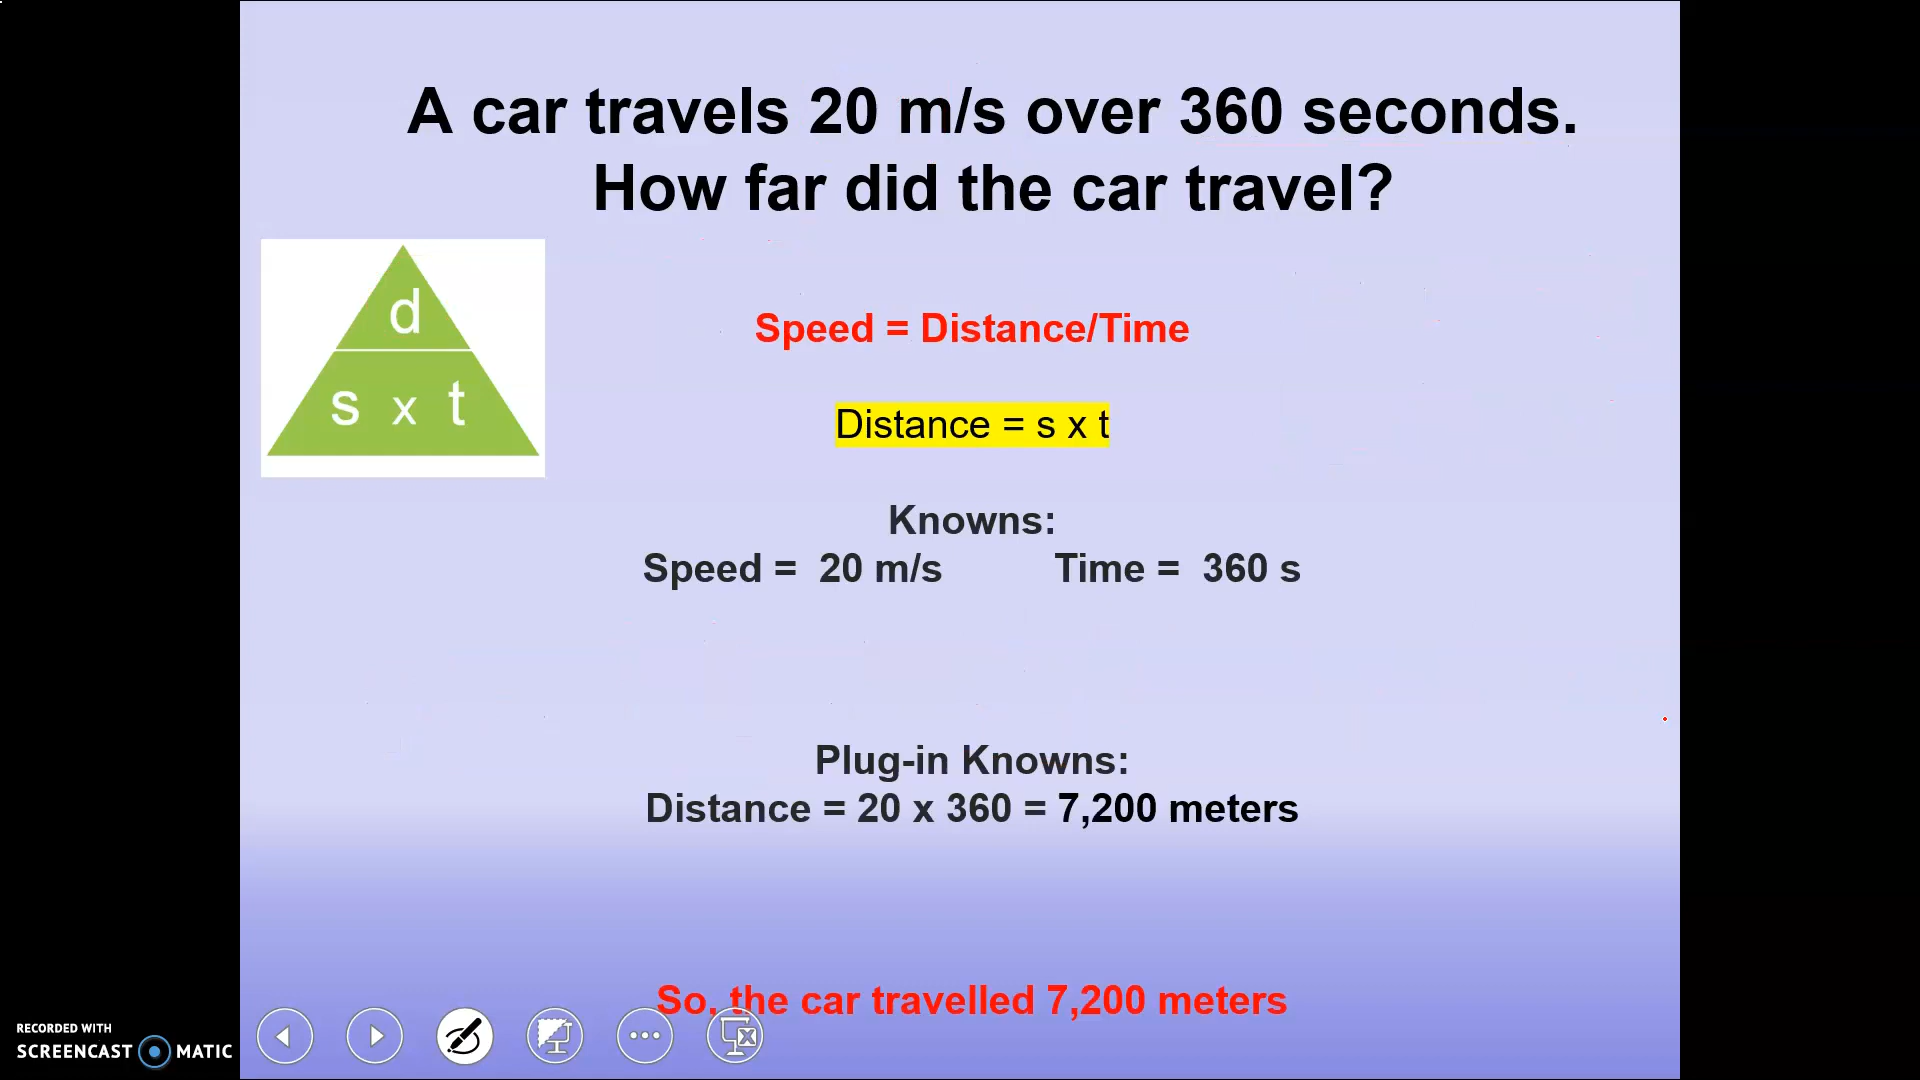 A car travels 20 m/s over 360 seconds.
How far did the car travel?
d
s x t
Speed = Distance/Time
Distance = s x t
Knowns:
Speed = 20 m/s Time = 360 s
Plug-in Knowns:
Distance = 20 x 360 = 7,200 meters
So, the car travelled 7,200 meters
RECORDED WITH
SCREENCAST MATIC